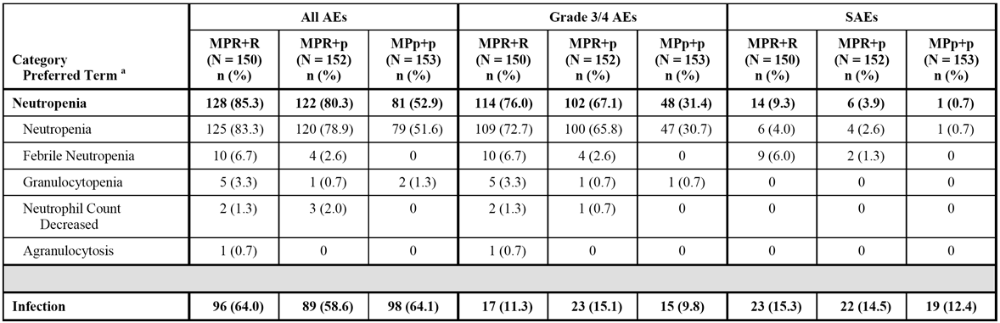 All AEs Grade 3/4 AEs SAEs
Category
Preferred Term a
MPR+R
(N = 150)
n (%)
MPR+p
(N = 152)
n (%)
MPp+p
(N = 153)
n (%)
MPR+R
(N = 150)
n (%)
MPR+p
(N = 152)
n (%)
MPp+p
(N = 153)
n (%)
MPR+R
(N = 150)
n (%)
MPR+p
(N = 152)
n (%)
MPp+p
(N = 153)
n (%)
Neutropenia 128 (85.3) 122 (80.3) 81 (52.9) 114 (76.0) 102 (67.1) 48 (31.4) 14 (9.3) 6 (3.9) 1 (0.7)
Neutropenia 125 (83.3) 120 (78.9) 79 (51.6) 109 (72.7) 100 (65.8) 47 (30.7) 6 (4.0) 4 (2.6) 1 (0.7)
Febrile Neutropenia 10 (6.7) 4 (2.6) 0 10 (6.7) 4 (2.6) 0 9 (6.0) 2 (1.3) 0
Granulocytopenia 5 (3.3) 1 (0.7) 2 (1.3) 5 (3.3) 1 (0.7) 1 (0.7) 0 0 0
Neutrophil Count 2 (1.3) 3 (2.0) 0 2 (1.3) 1 (0.7) 0 0 0 0
Decreased
Agranulocytosis 1 (0.7) 0 0 1 (0.7) 0 0 0 0 0
Infection 96 (64.0) 89 (58.6) 98 (64.1) 17 (11.3) 23 (15.1) 15 (9.8) 23 (15.3) 22 (14.5) 19 (12.4)